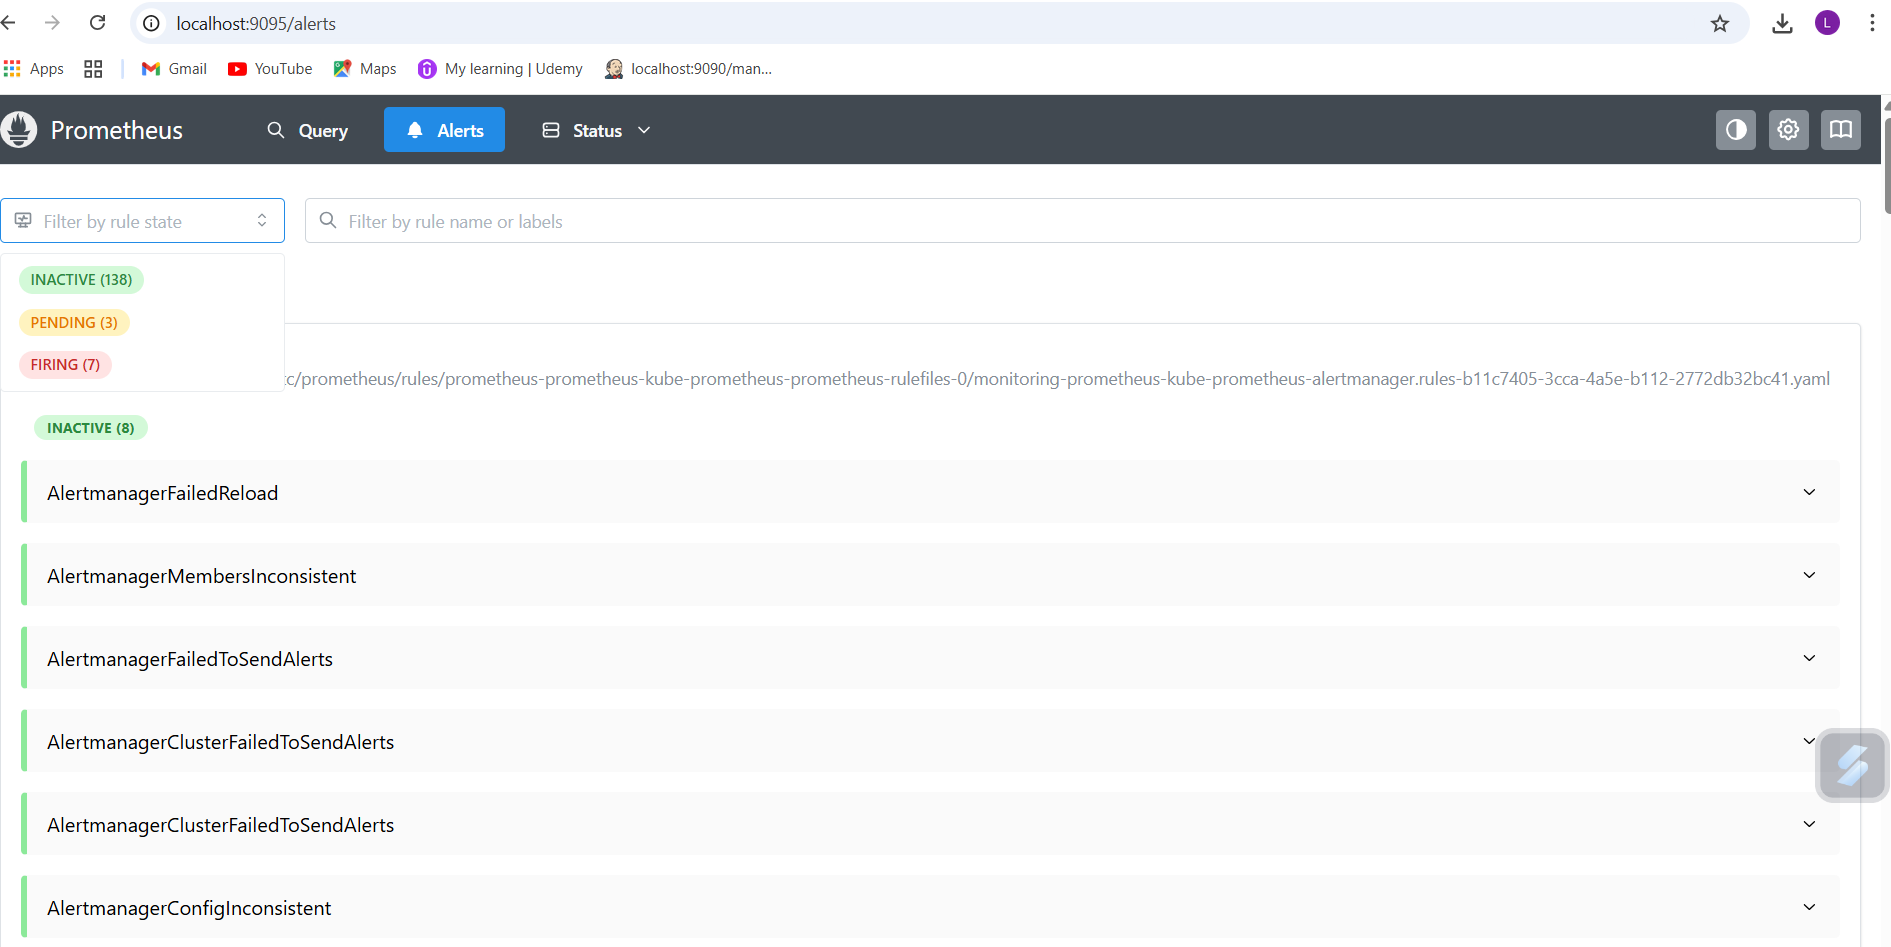 localhost:9095/alerts
L
Apps
Gmail
YouTube
Maps
My learning | Udemy
localhost:9090/man...
Prometheus
Query
Alerts
Status
Filter by rule state
Filter by rule name or labels
INACTIVE (138)
PENDING (3)
FIRING (7)
c/prometheus/rules/prometheus-prometheus-kube-prometheus-prometheus-rulefiles-0/monitoring-prometheus-kube-prometheus-alertmanager.rules-b11c7405-3cca-4a5e-b112-2772db32bc41.yaml
INACTIVE (8)
AlertmanagerFailedReload
AlertmanagerMembersInconsistent
AlertmanagerFailedToSendAlerts
AlertmanagerClusterFailedToSendAlerts
AlertmanagerClusterFailedToSendAlerts
AlertmanagerConfigInconsistent